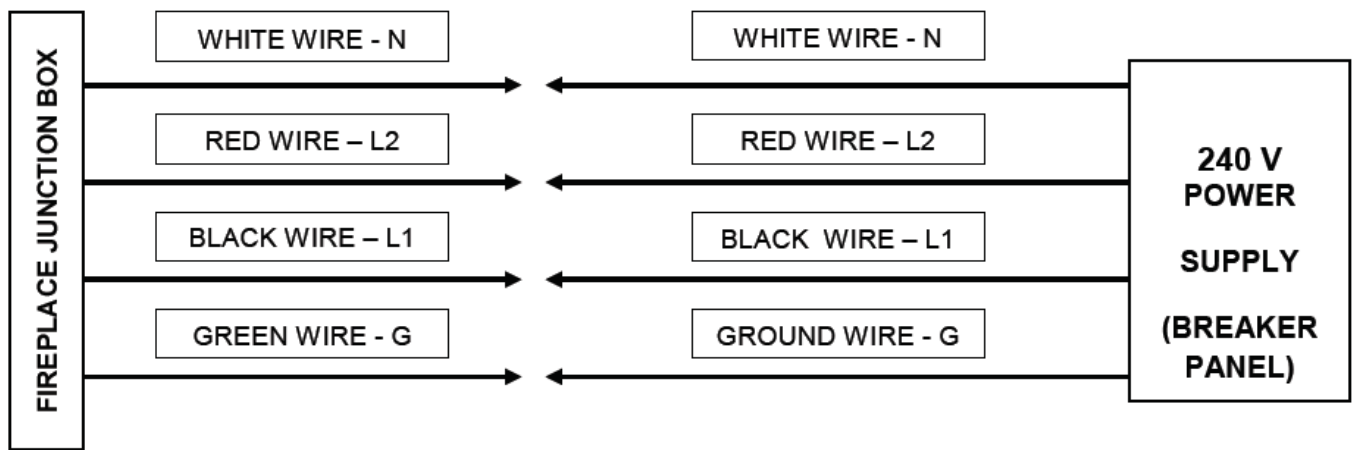 FIREPLACE JUNCTION BOX
WHITE WIRE - N
WHITE WIRE - N
RED WIRE – L2
RED WIRE – L2
BLACK WIRE – L1
BLACK  WIRE – L1
GREEN WIRE - G
GROUND WIRE - G
240 V
POWER
SUPPLY
(BREAKER
PANEL)